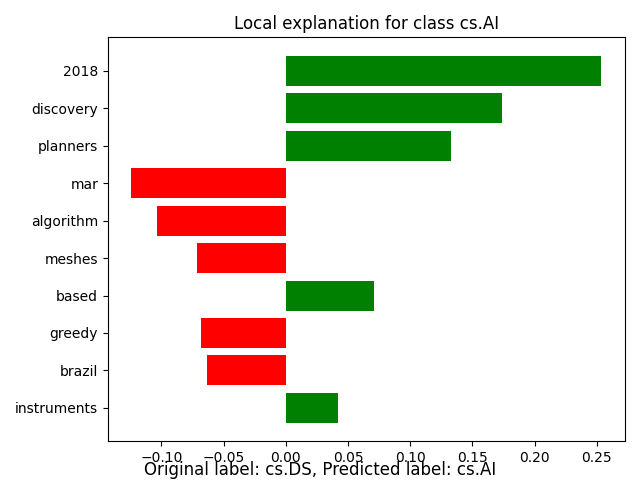 Local explanation for class cs.AI
2018
discovery
planners
mar
algorithm
meshes
based
greedy
brazil
instruments
−0.10 −0.05 0.00 0.05 0.10 0.15 0.20 0.25
Original label: cs.DS, Predicted label: cs.AI